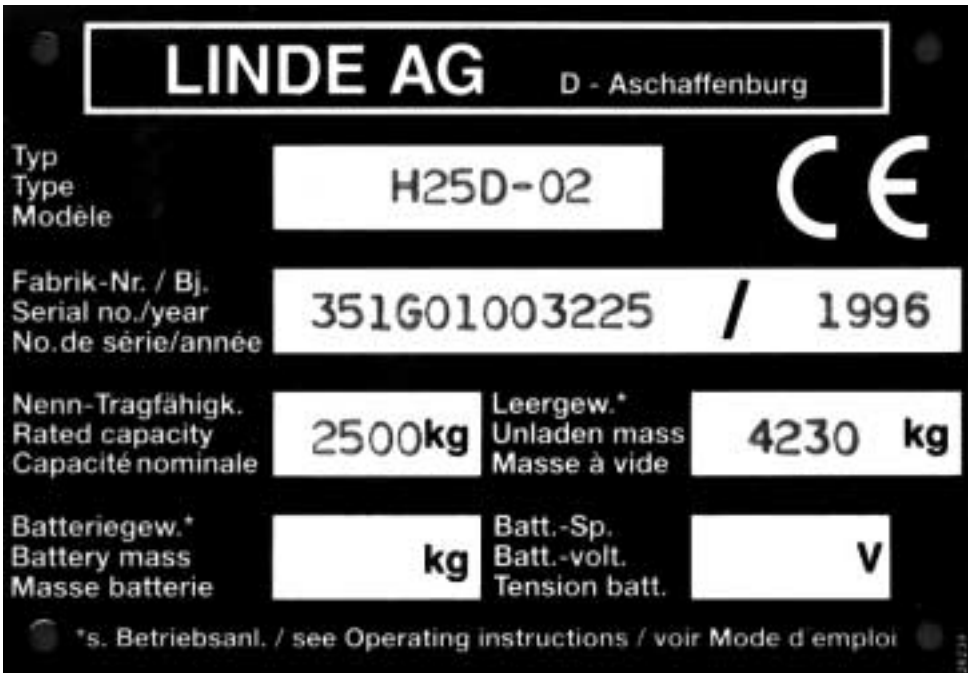 LINDE AG D - Aschaffenburg
Typ
Type
Modèle
H25D-02
CE
Fabrik-Nr. / Bj.
Serial no./year
No.de série/année
351G01003225 / 1996
Nenn-Tragfähigk.
Rated capacity
Capacité nominale
2500kg
Leergew.*
Unladen mass
Masse à vide
4230 kg
Batteriegew.*
Battery mass
Masse batterie
kg
Batt.-Sp.
Batt.-volt.
Tension batt.
V
*s. Betriebsanl. / see Operating instructions / voir Mode d emploi